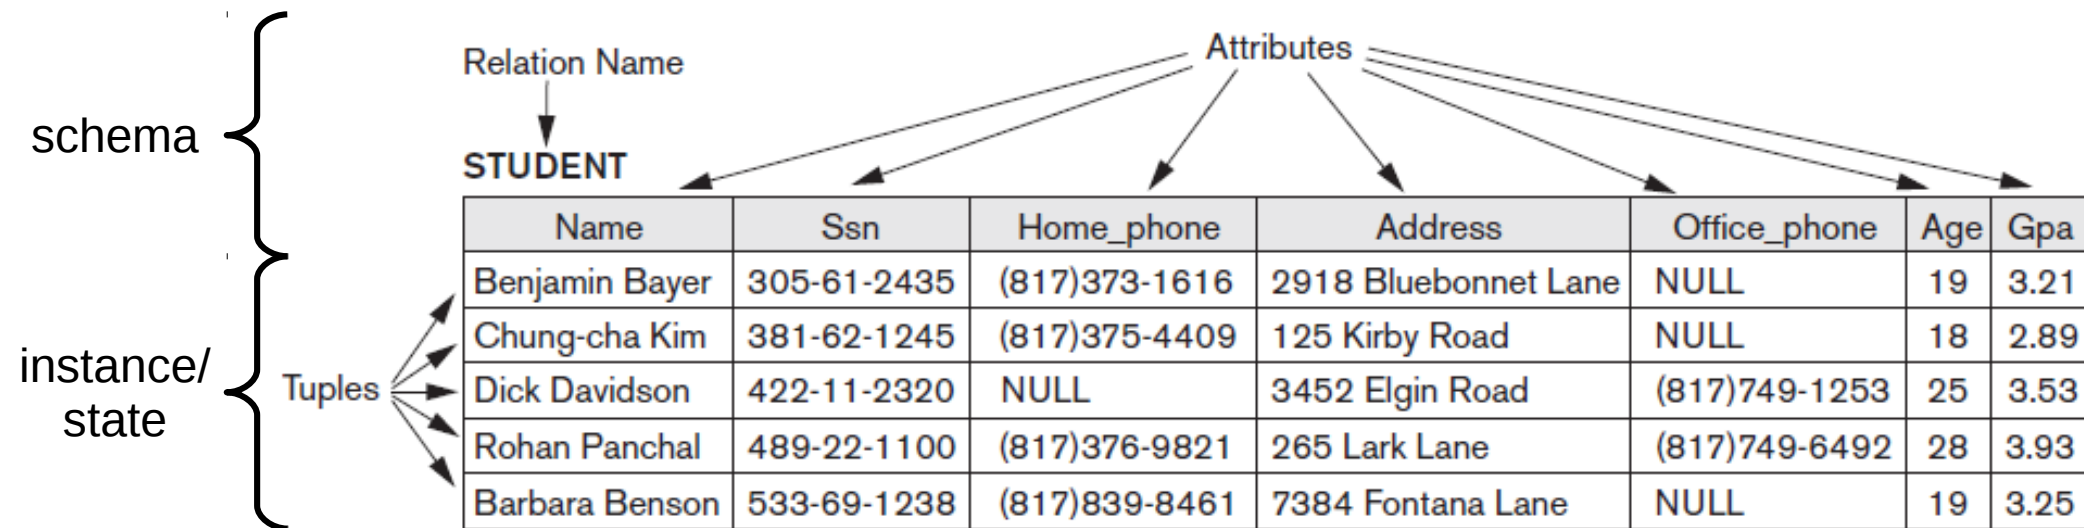 Attributes
Relation Name
schema
STUDENT
Name Ssn Home_phone Address Office_phone Age Gpa
Benjamin Bayer 305-61-2435 (817)373-1616 2918 Bluebonnet Lane NULL 19 3.21
Chung-cha Kim 381-62-1245 (817)375-4409 125 Kirby Road NULL 18 2.89
instance/
state
Tuples
Dick Davidson 422-11-2320 NULL 3452 Elgin Road (817)749-1253 25 3.53
Rohan Panchal 489-22-1100 (817)376-9821 265 Lark Lane (817)749-6492 28 3.93
Barbara Benson 533-69-1238 (817)839-8461 7384 Fontana Lane NULL 19 3.25